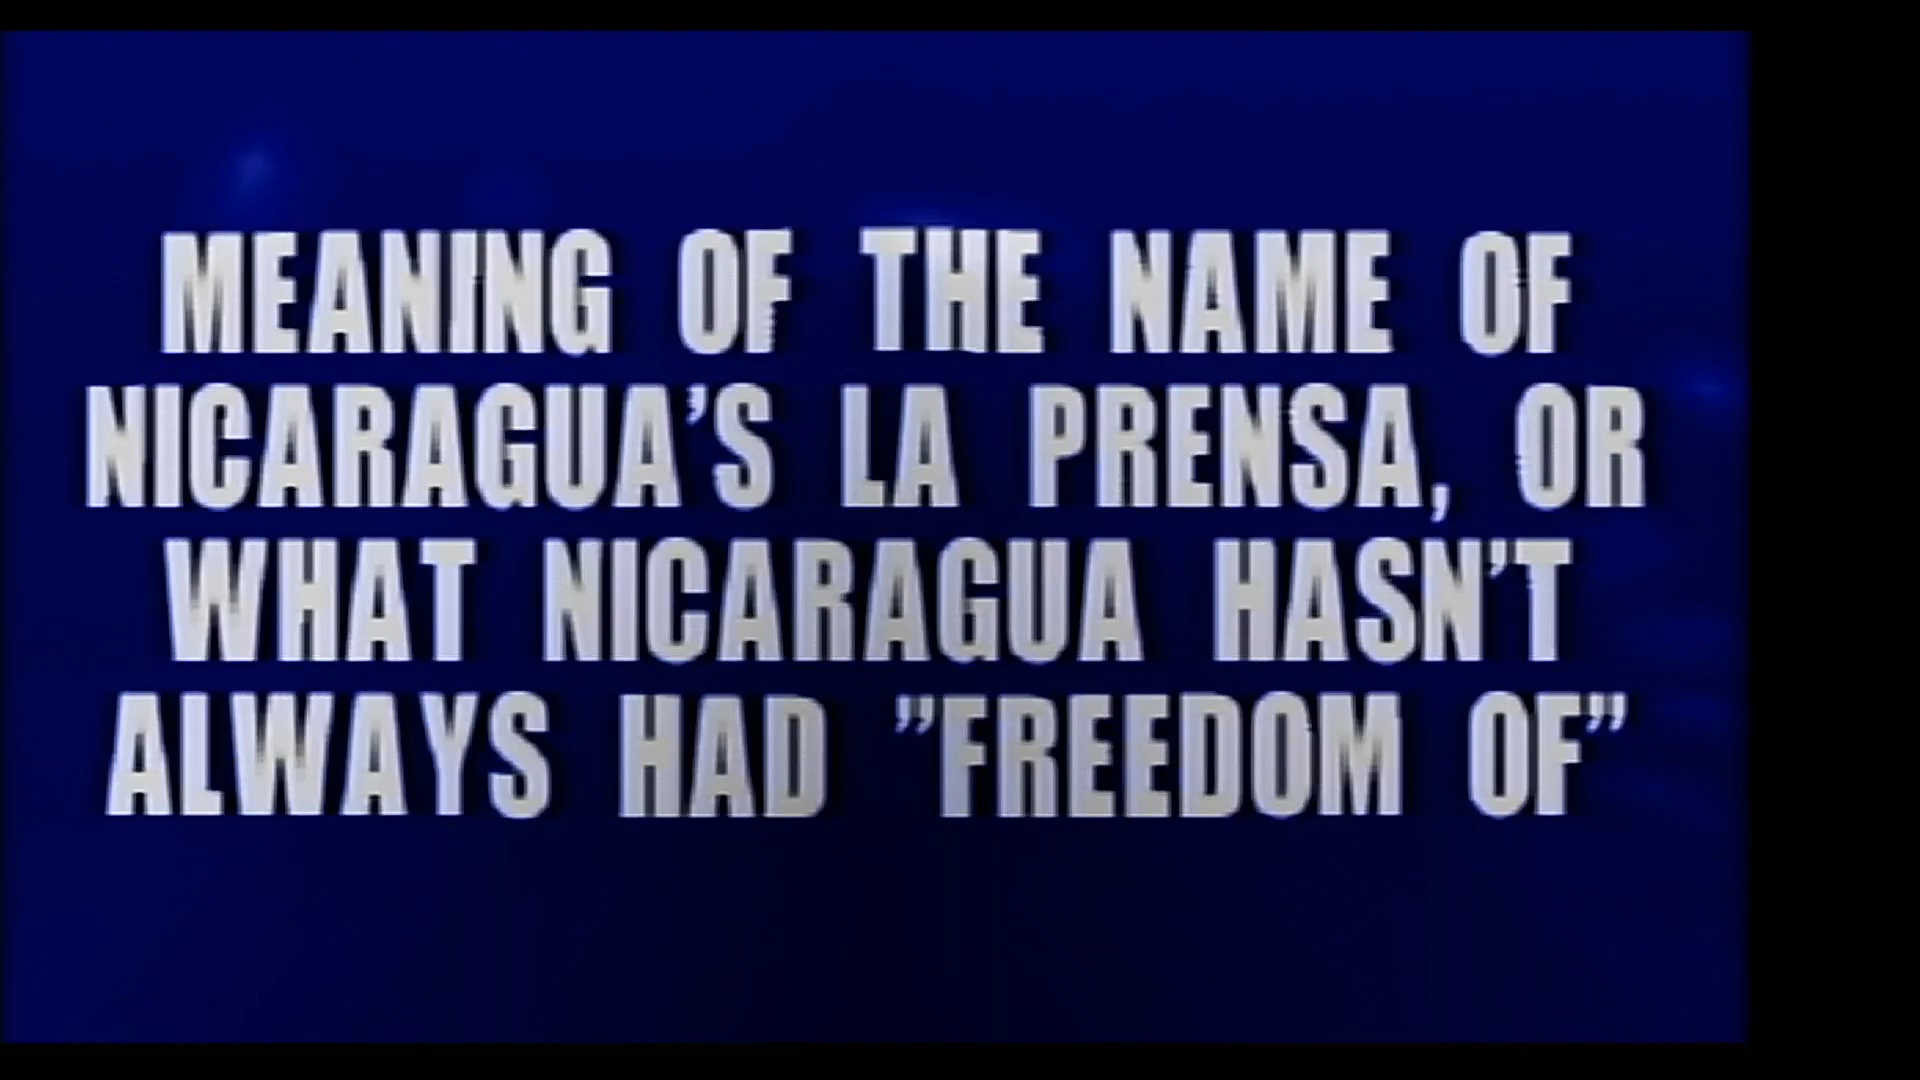 MEANING OF THE NAME OF
NICARAGUA'S LA PRENSA, OR
WHAT NICARAGUA HASN'T
ALWAYS HAD "FREEDOM OF"